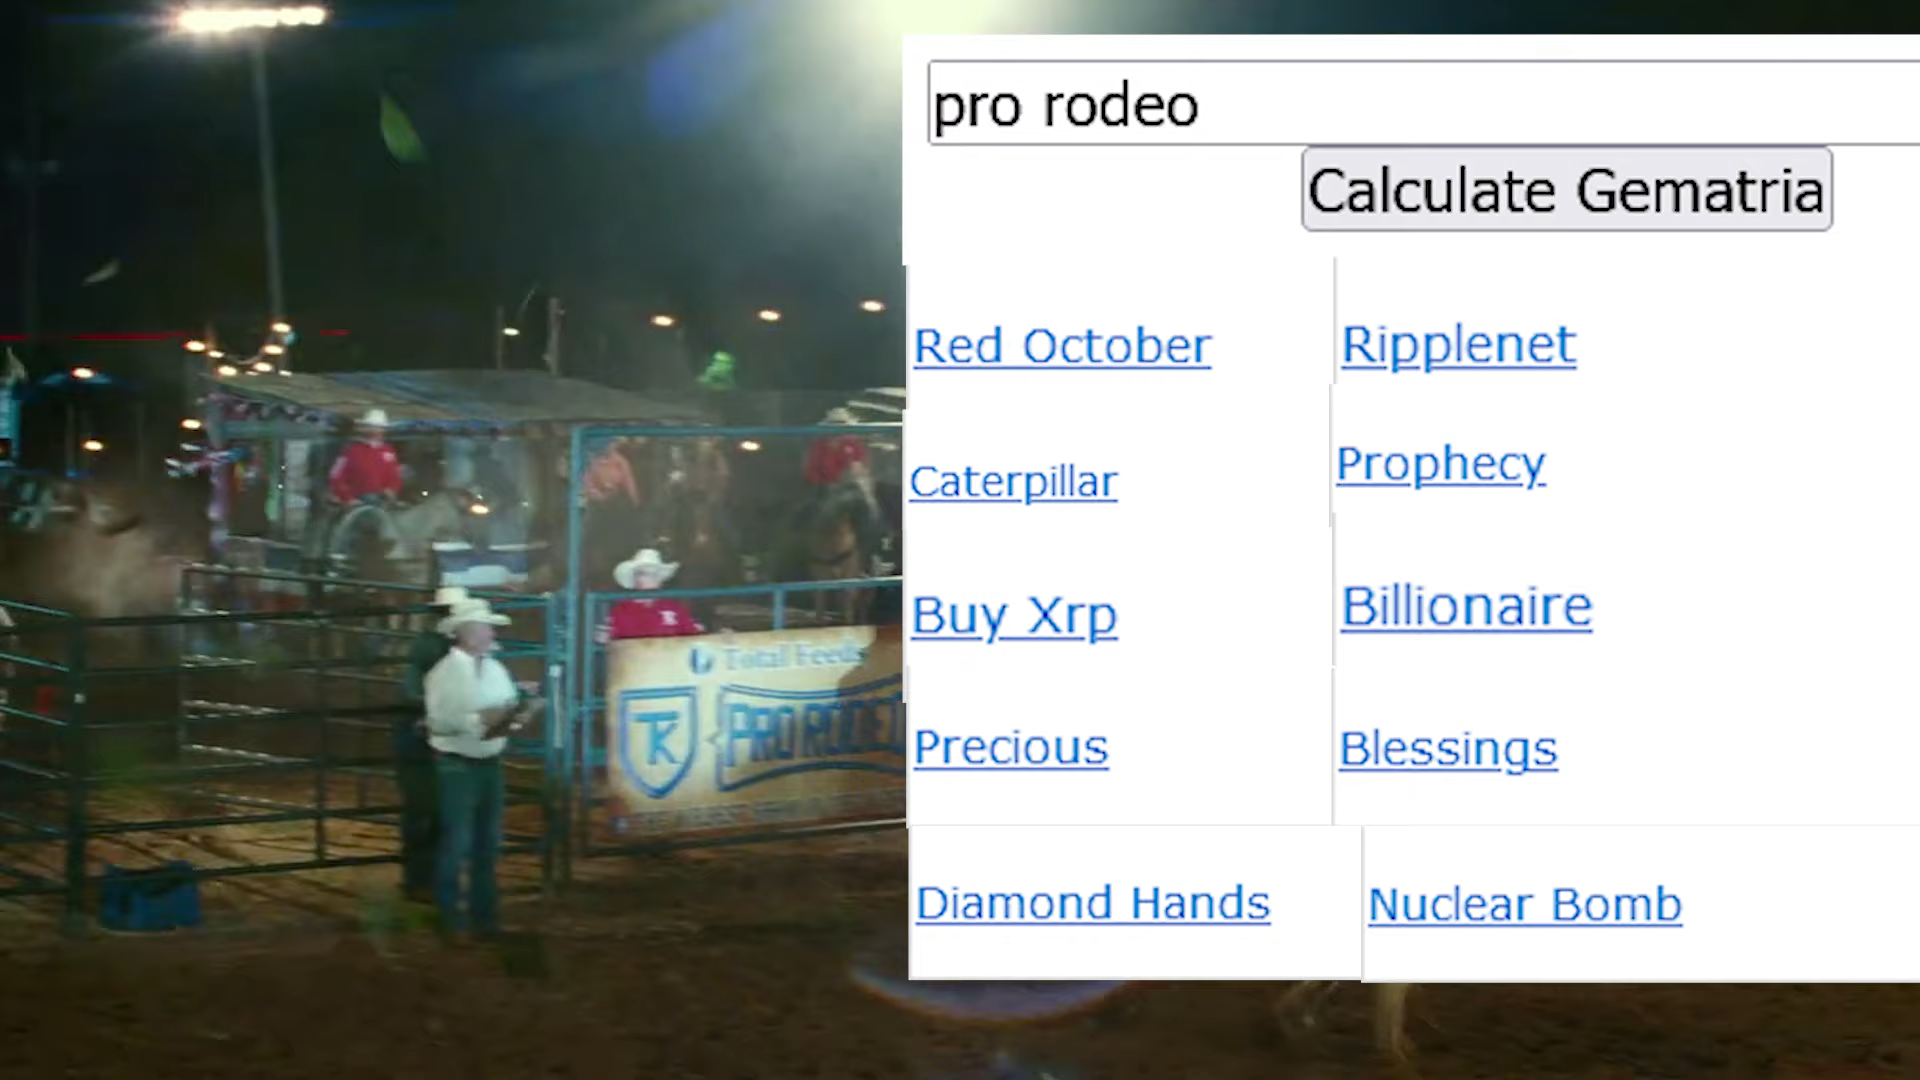 pro rodeo
Calculate Gematria
Red October
Ripplenet
Caterpillar
Prophecy
Buy Xrp
Billionaire
Precious
Blessings
Diamond Hands
Nuclear Bomb
Total Feeds
TK
PRO RODEO